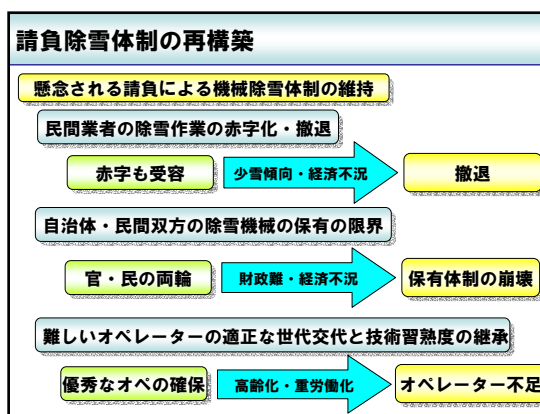 請負除雪体制の再構築
懸念される請負による機械除雪体制の維持
民間業者の除雪作業の赤字化・撤退
赤字も受容 少雪傾向・経済不況 撤退
自治体・民間双方の除雪機械の保有の限界
官・民の両輪 財政難・経済不況 保有体制の崩壊
難しいオペレーターの適正な世代交代と技術習熟度の継承
優秀なオペの確保 高齢化・重労働化 オペレーター不足